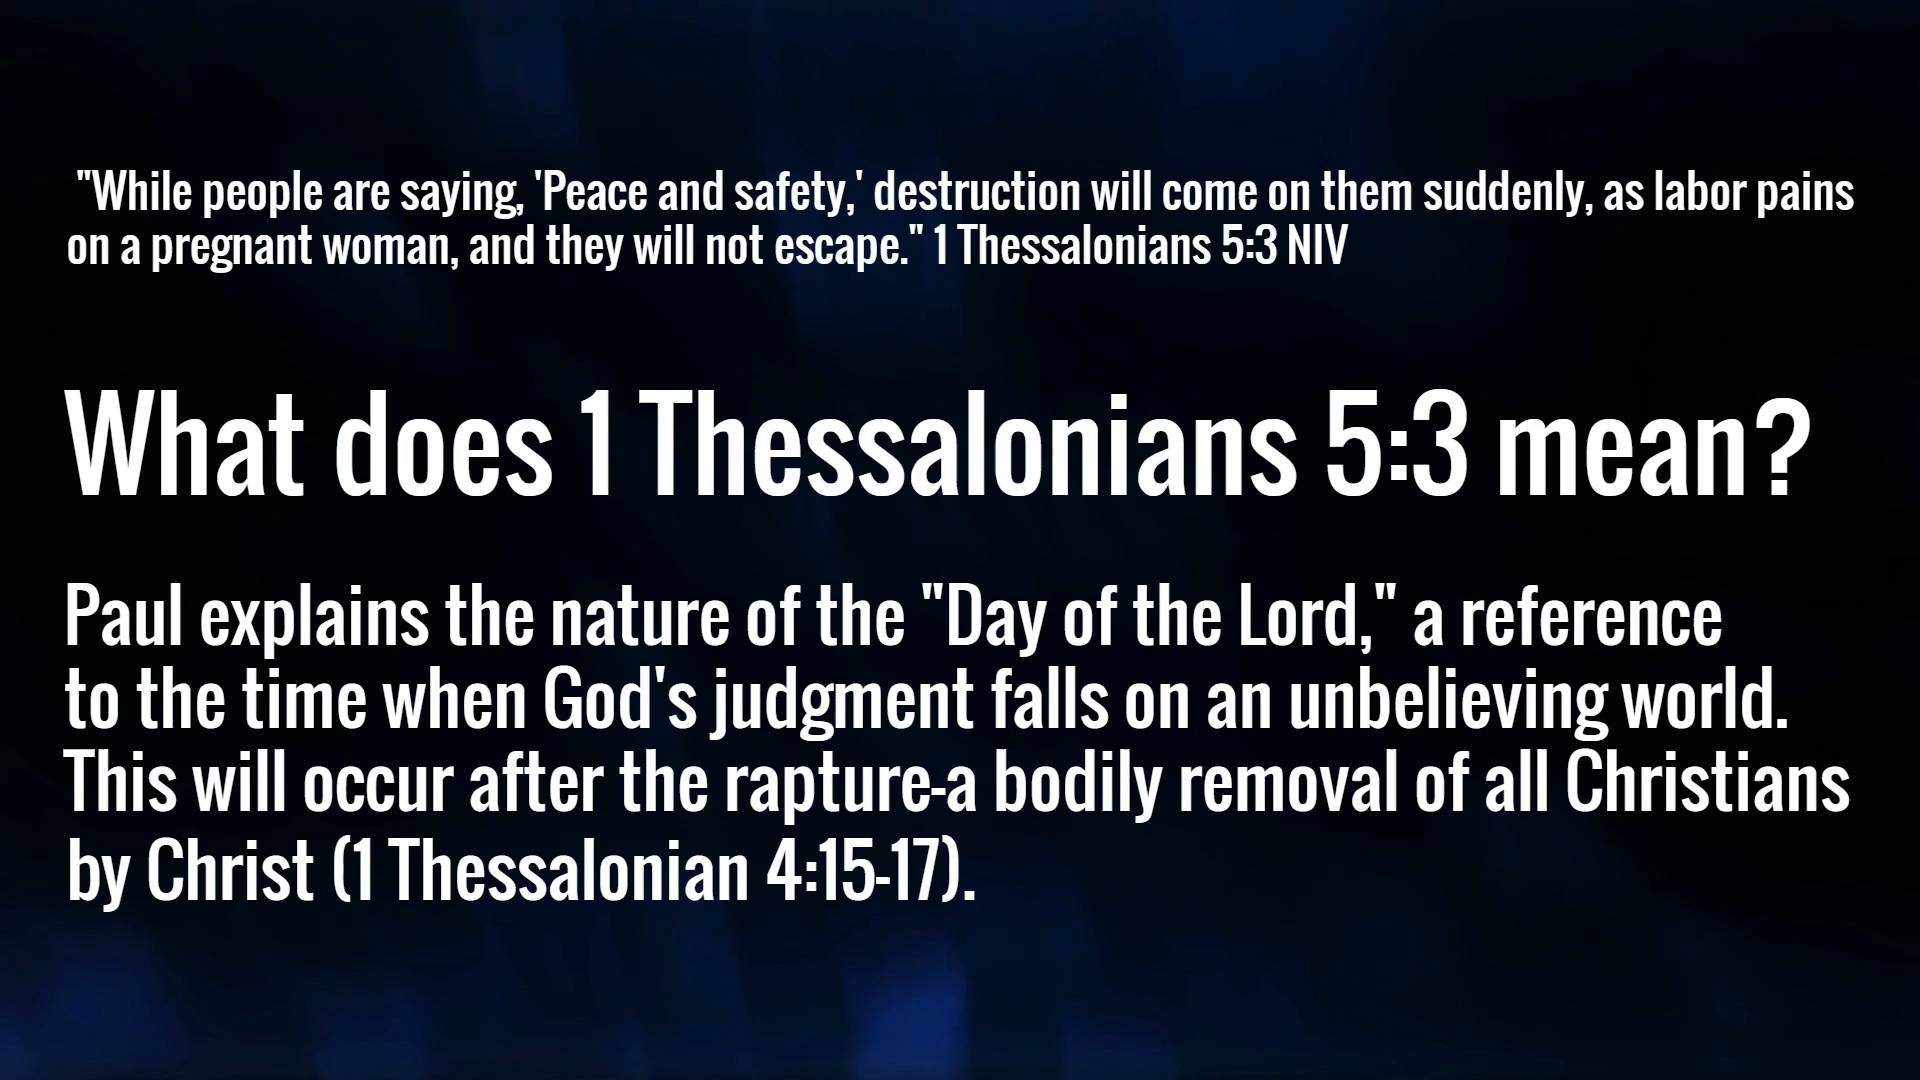 "While people are saying, 'Peace and safety,' destruction will come on them suddenly, as labor pains
on a pregnant woman, and they will not escape." 1 Thessalonians 5:3 NIV
What does 1 Thessalonians 5:3 mean?
Paul explains the nature of the "Day of the Lord," a reference
to the time when God's judgment falls on an unbelieving world.
This will occur after the rapture-a bodily removal of all Christians
by Christ (1 Thessalonian 4:15-17).